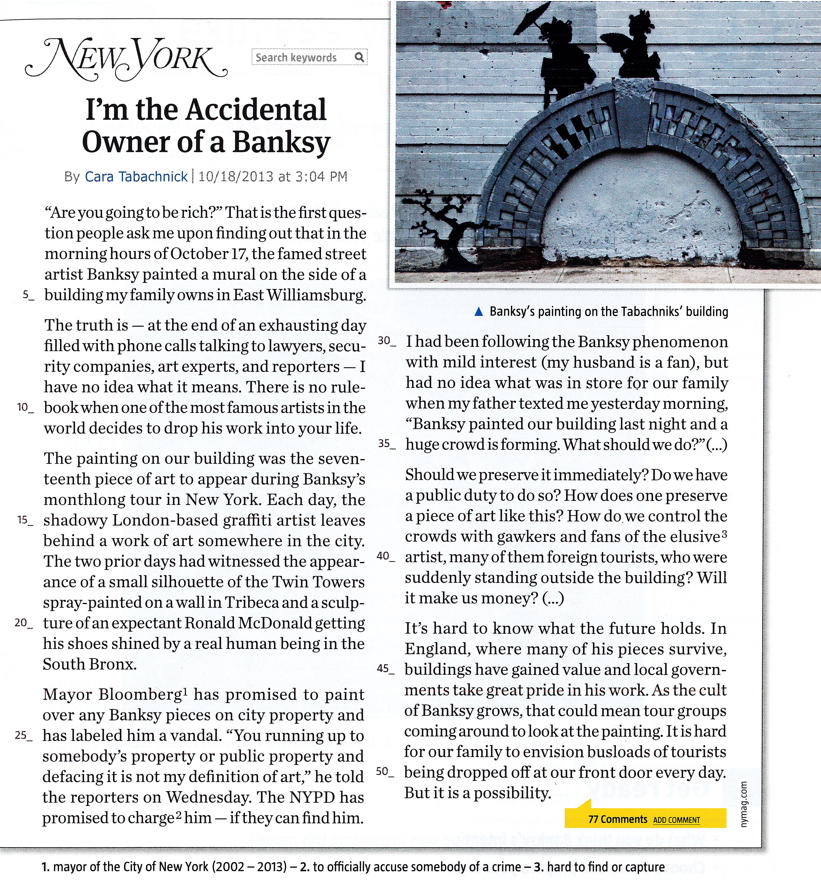 NEW YORK
Search keywords
I'm the Accidental
Owner of a Banksy
By Cara Tabachnick | 10/18/2013 at 3:04 PM
“Are you going to be rich?” That is the first ques-
tion people ask me upon finding out that in the
morning hours of October 17, the famed street
artist Banksy painted a mural on the side of a
5_ building my family owns in East Williamsburg.
The truth is — at the end of an exhausting day
filled with phone calls talking to lawyers, secu-
rity companies, art experts, and reporters — I
have no idea what it means. There is no rule-
10_ book when one of the most famous artists in the
world decides to drop his work into your life.
The painting on our building was the seven-
teenth piece of art to appear during Banksy's
monthlong tour in New York. Each day, the
15_ shadowy London-based graffiti artist leaves
behind a work of art somewhere in the city.
The two prior days had witnessed the appear-
ance of a small silhouette of the Twin Towers
spray-painted on a wall in Tribeca and a sculp-
20_ ture of an expectant Ronald McDonald getting
his shoes shined by a real human being in the
South Bronx.
Mayor Bloomberg¹ has promised to paint
over any Banksy pieces on city property and
25_ has labeled him a vandal. “You running up to
somebody's property or public property and
defacing it is not my definition of art,” he told
the reporters on Wednesday. The NYPD has
promised to charge² him — if they can find him.
▲ Banksy's painting on the Tabachniks' building
30_ I had been following the Banksy phenomenon
with mild interest (my husband is a fan), but
had no idea what was in store for our family
when my father texted me yesterday morning,
“Banksy painted our building last night and a
35_ huge crowd is forming. What should we do?”(...)
Should we preserve it immediately? Do we have
a public duty to do so? How does one preserve
a piece of art like this? How do we control the
crowds with gawkers and fans of the elusive³
40_ artist, many of them foreign tourists, who were
suddenly standing outside the building? Will
it make us money? (...)
It's hard to know what the future holds. In
England, where many of his pieces survive,
45_ buildings have gained value and local govern-
ments take great pride in his work. As the cult
of Banksy grows, that could mean tour groups
coming around to look at the painting. It is hard
for our family to envision busloads of tourists
50_ being dropped off at our front door every day.
But it is a possibility.
77 Comments ADD COMMENT
nymag.com
1. mayor of the City of New York (2002 – 2013) – 2. to officially accuse somebody of a crime – 3. hard to find or capture